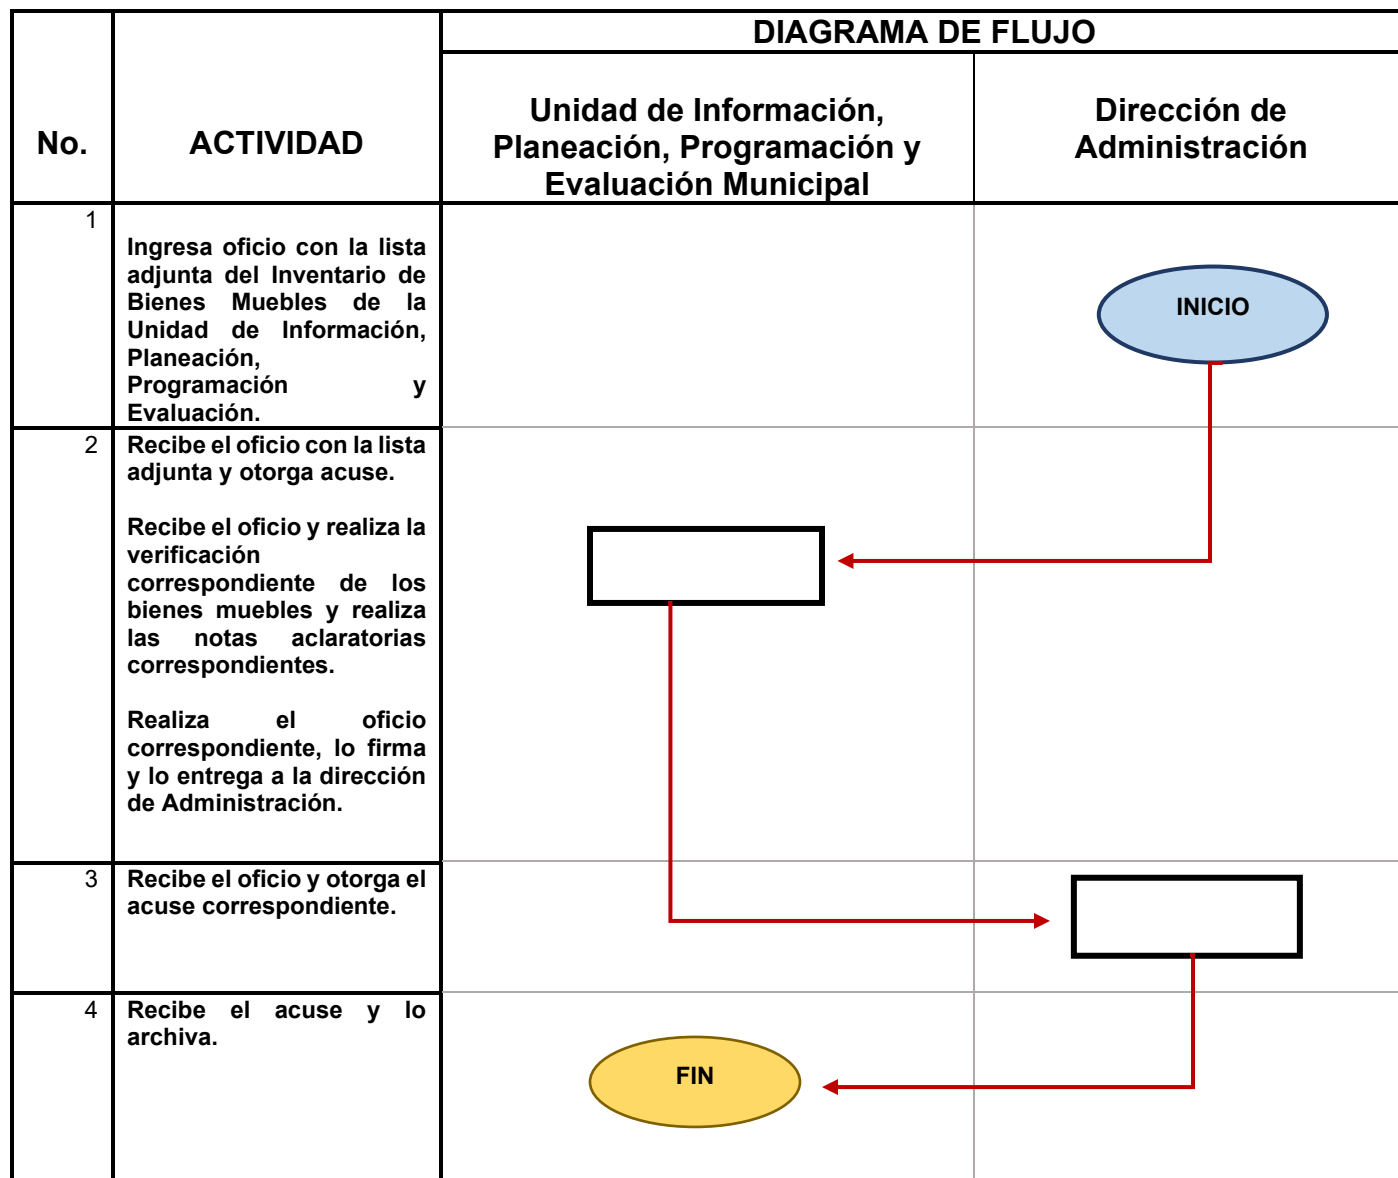 DIAGRAMA DE FLUJO
No.
ACTIVIDAD
Unidad de Información,
Planeación, Programación y
Evaluación Municipal
Dirección de
Administración
1
Ingresa oficio con la lista
adjunta del Inventario de
Bienes Muebles de la
Unidad de Información,
Planeación,
Programación y
Evaluación.
INICIO
2
Recibe el oficio con la lista
adjunta y otorga acuse.
Recibe el oficio y realiza la
verificación
correspondiente de los
bienes muebles y realiza
las notas aclaratorias
correspondientes.
Realiza el oficio
correspondiente, lo firma
y lo entrega a la dirección
de Administración.
3
Recibe el oficio y otorga el
acuse correspondiente.
4
Recibe el acuse y lo
archiva.
FIN